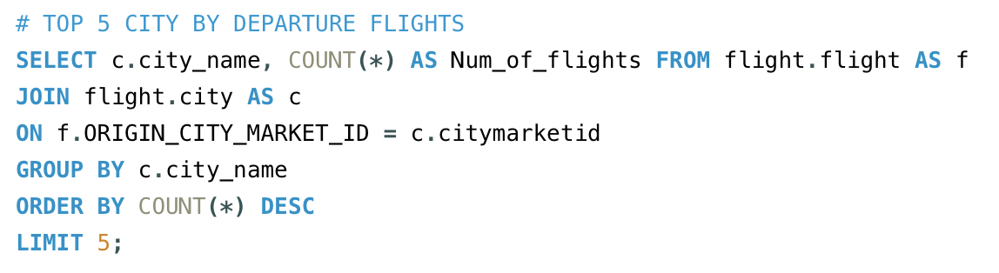 # TOP 5 CITY BY DEPARTURE FLIGHTS
SELECT c.city_name, COUNT(*) AS Num_of_flights FROM flight.flight AS f
JOIN flight.city AS c
ON f.ORIGIN_CITY_MARKET_ID = c.citymarketid
GROUP BY c.city_name
ORDER BY COUNT(*) DESC
LIMIT 5;